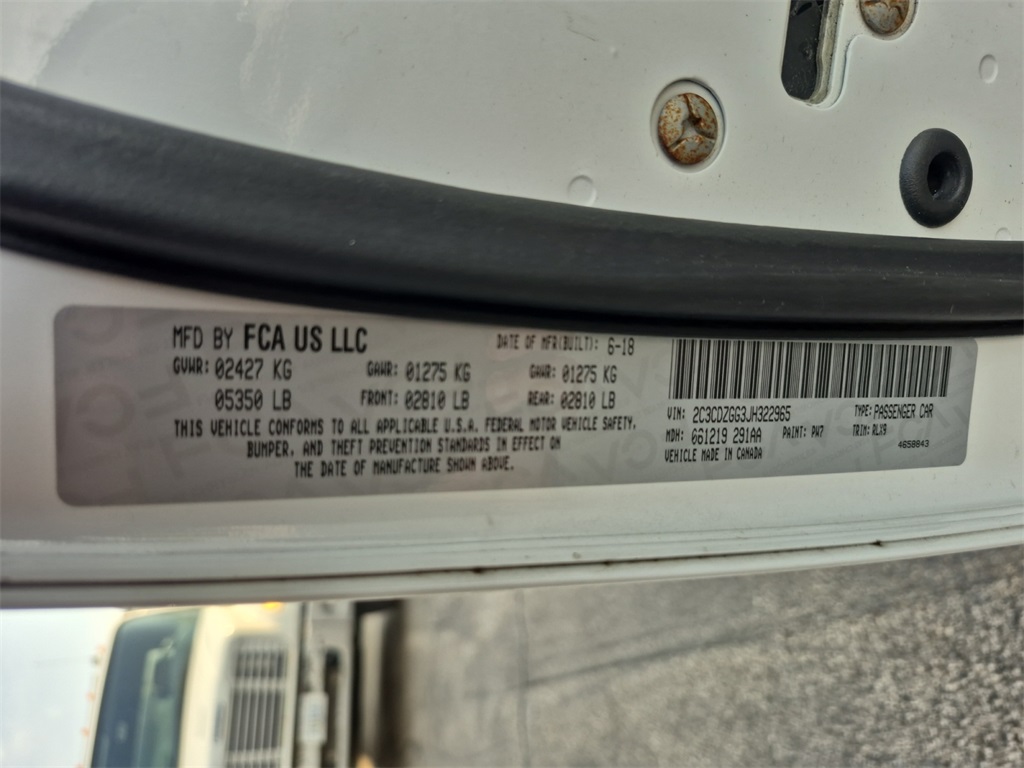 MFD BY FCA US LLC DATE OF MFR(BUILT): 6-18
GVWR: 02427 KG GAWR: 01275 KG GAWR: 01275 KG
05350 LB FRONT: 02810 LB REAR: 02810 LB
THIS VEHICLE CONFORMS TO ALL APPLICABLE U.S.A. FEDERAL MOTOR VEHICLE SAFETY,
BUMPER, AND THEFT PREVENTION STANDARDS IN EFFECT ON
THE DATE OF MANUFACTURE SHOWN ABOVE.
VIN: 2C3CDZGG3JH322965 TYPE: PASSENGER CAR
MDH: 061219 291AA PAINT: PW7 TRIM: RLX9
VEHICLE MADE IN CANADA 4658843